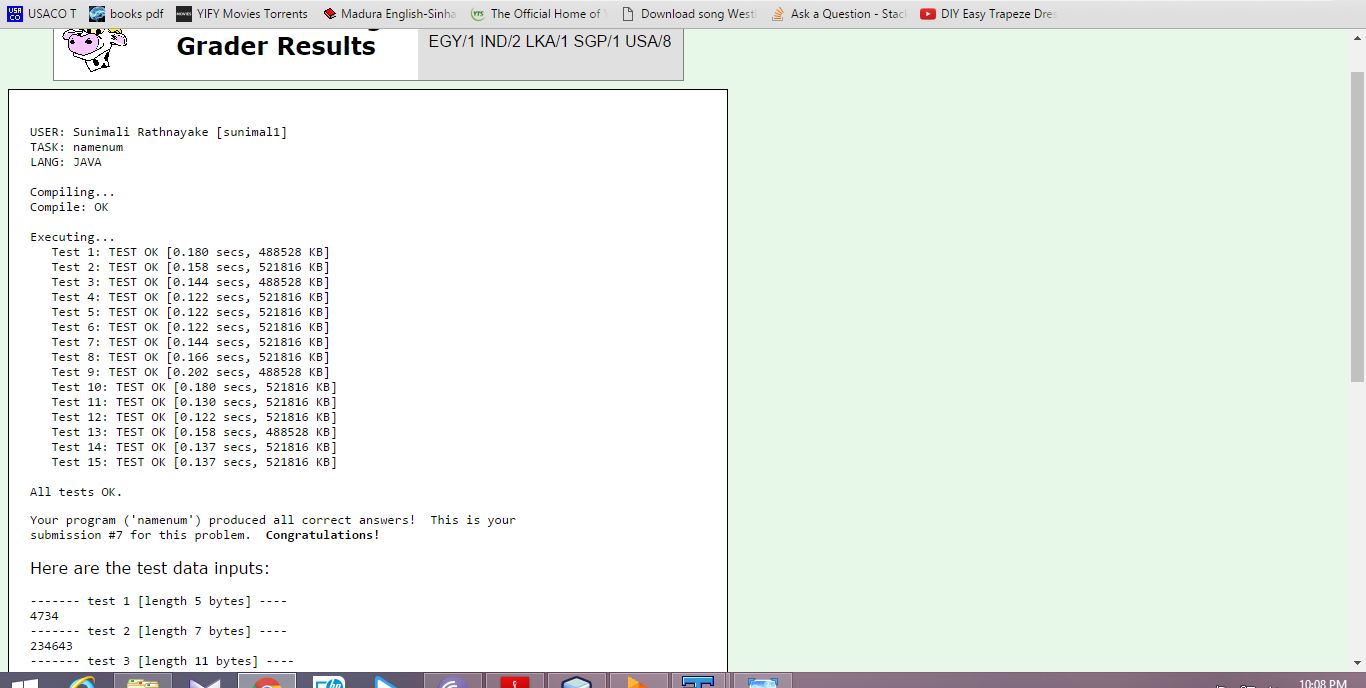 USACO T books pdf YIFY Movies Torrents Madura English-Sinha The Official Home of Download song West Ask a Question - Stac DIY Easy Trapeze Dres
Grader Results
EGY/1 IND/2 LKA/1 SGP/1 USA/8
USER: Sunimali Rathnayake [sunimal1]
TASK: namenum
LANG: JAVA
Compiling...
Compile: OK
Executing...
Test 1: TEST OK [0.180 secs, 488528 KB]
Test 2: TEST OK [0.158 secs, 521816 KB]
Test 3: TEST OK [0.144 secs, 488528 KB]
Test 4: TEST OK [0.122 secs, 521816 KB]
Test 5: TEST OK [0.122 secs, 521816 KB]
Test 6: TEST OK [0.122 secs, 521816 KB]
Test 7: TEST OK [0.144 secs, 521816 KB]
Test 8: TEST OK [0.166 secs, 521816 KB]
Test 9: TEST OK [0.202 secs, 488528 KB]
Test 10: TEST OK [0.180 secs, 521816 KB]
Test 11: TEST OK [0.130 secs, 521816 KB]
Test 12: TEST OK [0.122 secs, 521816 KB]
Test 13: TEST OK [0.158 secs, 488528 KB]
Test 14: TEST OK [0.137 secs, 521816 KB]
Test 15: TEST OK [0.137 secs, 521816 KB]
All tests OK.
Your program ('namenum') produced all correct answers!  This is your
submission #7 for this problem.  Congratulations!
Here are the test data inputs:
------- test 1 [length 5 bytes] ----
4734
------- test 2 [length 7 bytes] ----
234643
------- test 3 [length 11 bytes] ----
10:08 PM